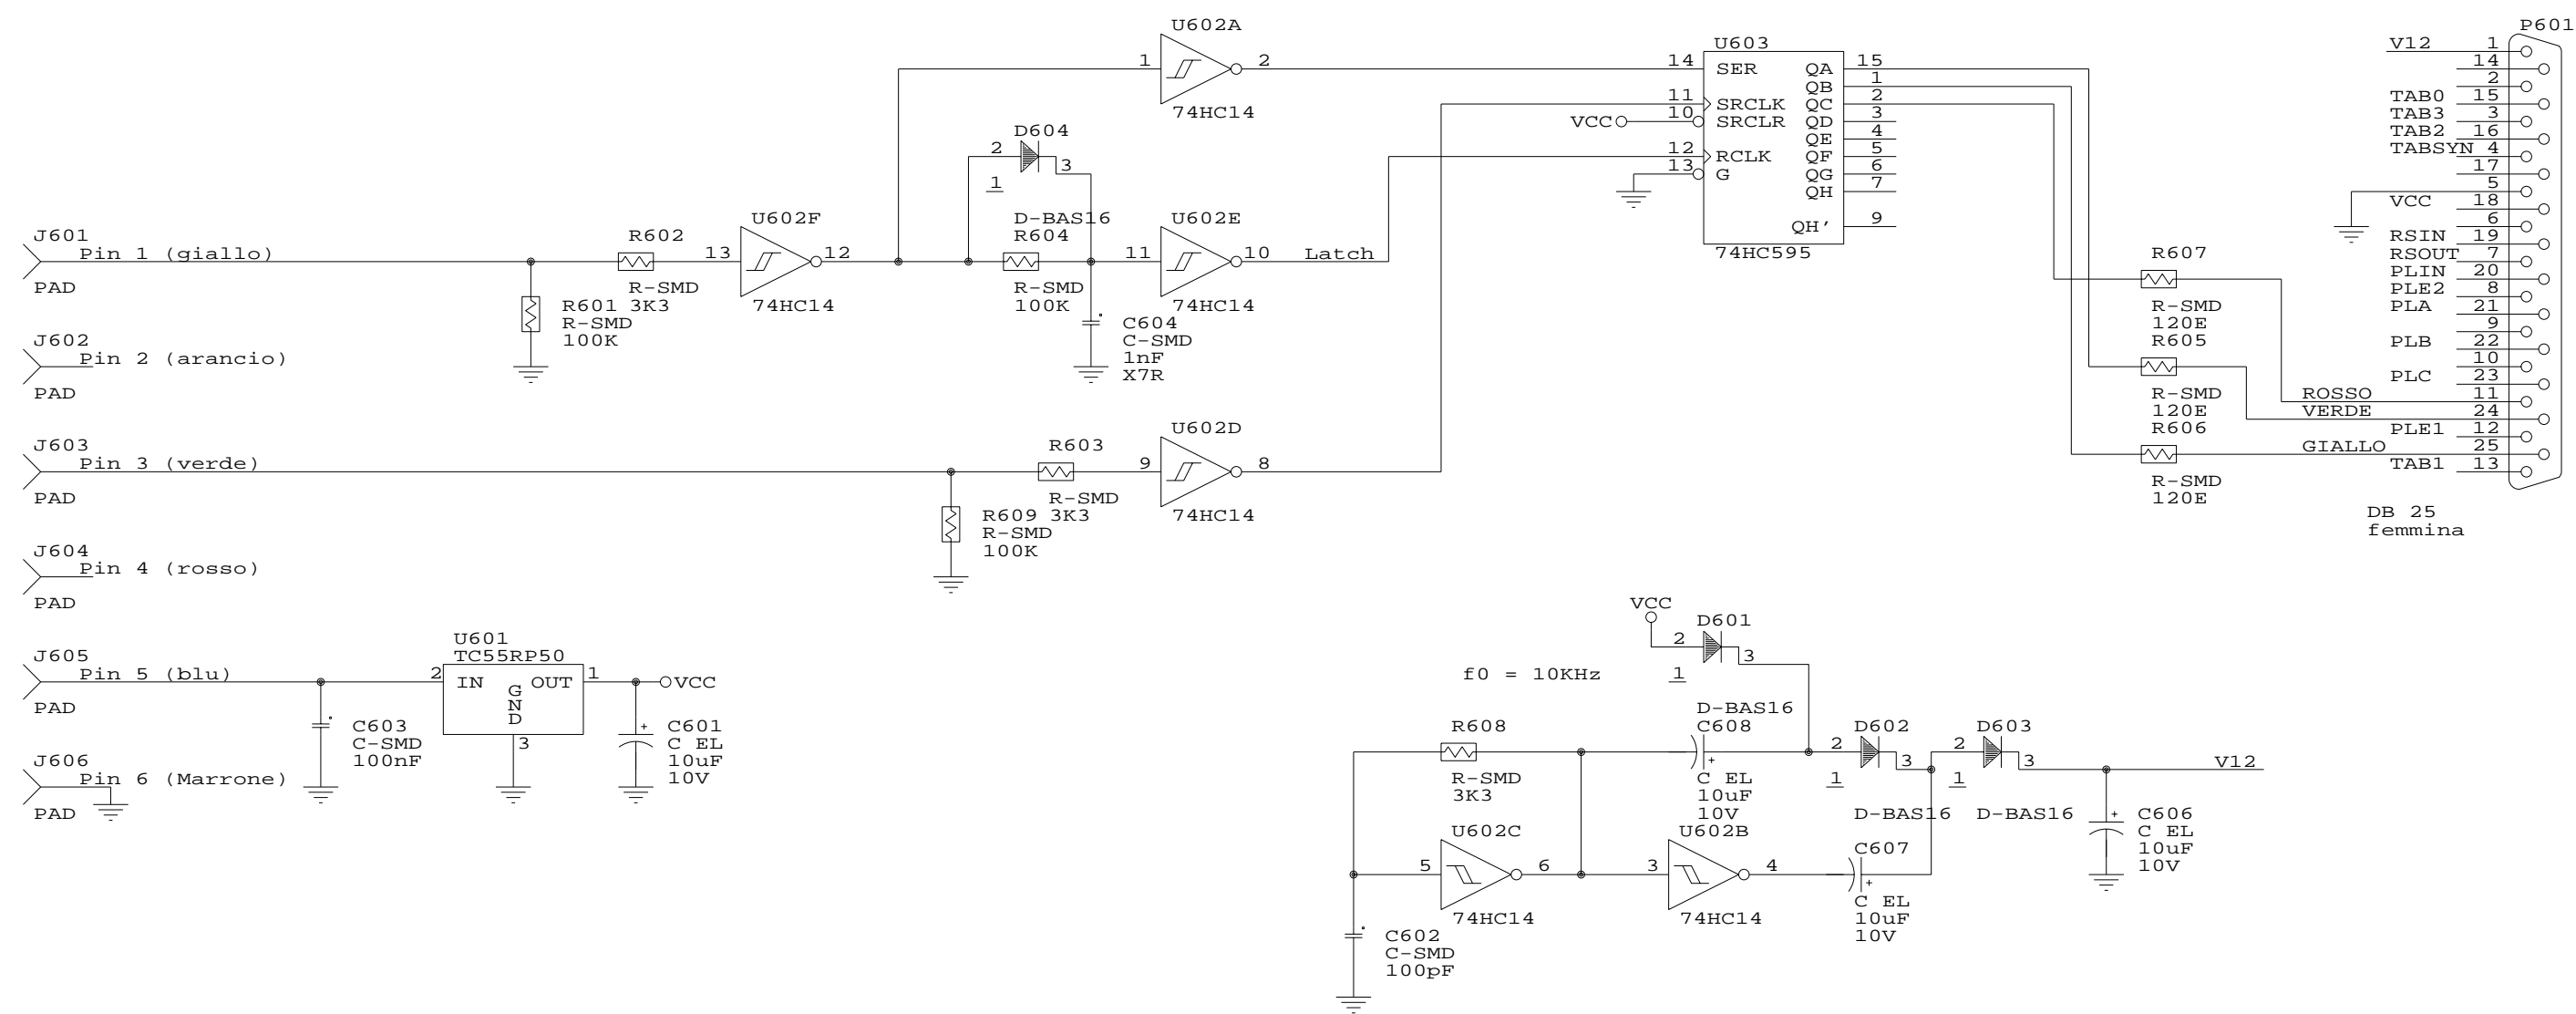 U602A
1
2
74HC14
U603
14
SER
QA
15
11
SRCLK
QB
1
VCC
10
SRCLR
QC
2
12
RCLK
QD
3
13
G
QE
4
QF
5
QG
6
QH
7
QH'
9
74HC595
P601
V12 1
14
2
TAB0 15
TAB3 3
TAB2 16
TABSYN 4
17
5
VCC 18
6
RSIN 19
RSOUT 7
PLIN 20
PLE2 8
PLA 21
9
PLB 22
10
PLC 23
ROSSO 11
VERDE 24
PLE1 12
GIALLO 25
TAB1 13
DB 25
femmina
D604
2
3
1
D-BAS16
R604
R-SMD
100K
U602F
13
12
74HC14
U602E
11
10
Latch
74HC14
J601
Pin 1 (giallo)
PAD
R602
R-SMD
3K3
R601
R-SMD
100K
C604
C-SMD
1nF
X7R
R607
R-SMD
120E
R605
R-SMD
120E
R606
R-SMD
120E
J602
Pin 2 (arancio)
PAD
J603
Pin 3 (verde)
PAD
R603
R-SMD
3K3
R609
R-SMD
100K
U602D
9
8
74HC14
J604
Pin 4 (rosso)
PAD
J605
Pin 5 (blu)
PAD
U601
TC55RP50
2
IN
OUT
GND
1
3
VCC
C603
C-SMD
100nF
C601
+
C EL
10uF
10V
J606
Pin 6 (Marrone)
PAD
VCC
D601
2
3
1
D-BAS16
f0 = 10KHz
R608
R-SMD
3K3
C608
+
C EL
10uF
10V
D602
2
3
1
D-BAS16
D603
2
3
1
D-BAS16
V12
C606
+
C EL
10uF
10V
U602C
5
6
74HC14
U602B
3
4
74HC14
C607
+
C EL
10uF
10V
C602
C-SMD
100pF